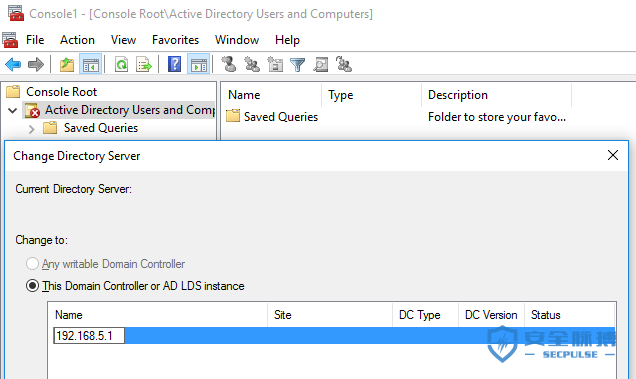 Console1 - [Console Root\Active Directory Users and Computers]
File Action View Favorites Window Help
Console Root
Active Directory Users and Comp
Saved Queries
Name Type Description
Saved Queries Folder to store your favo...
Change Directory Server
Current Directory Server:
Change to:
Any writable Domain Controller
This Domain Controller or AD LDS instance
Name Site DC Type DC Version Status
192.168.5.1
安全脉搏
SECPULSE